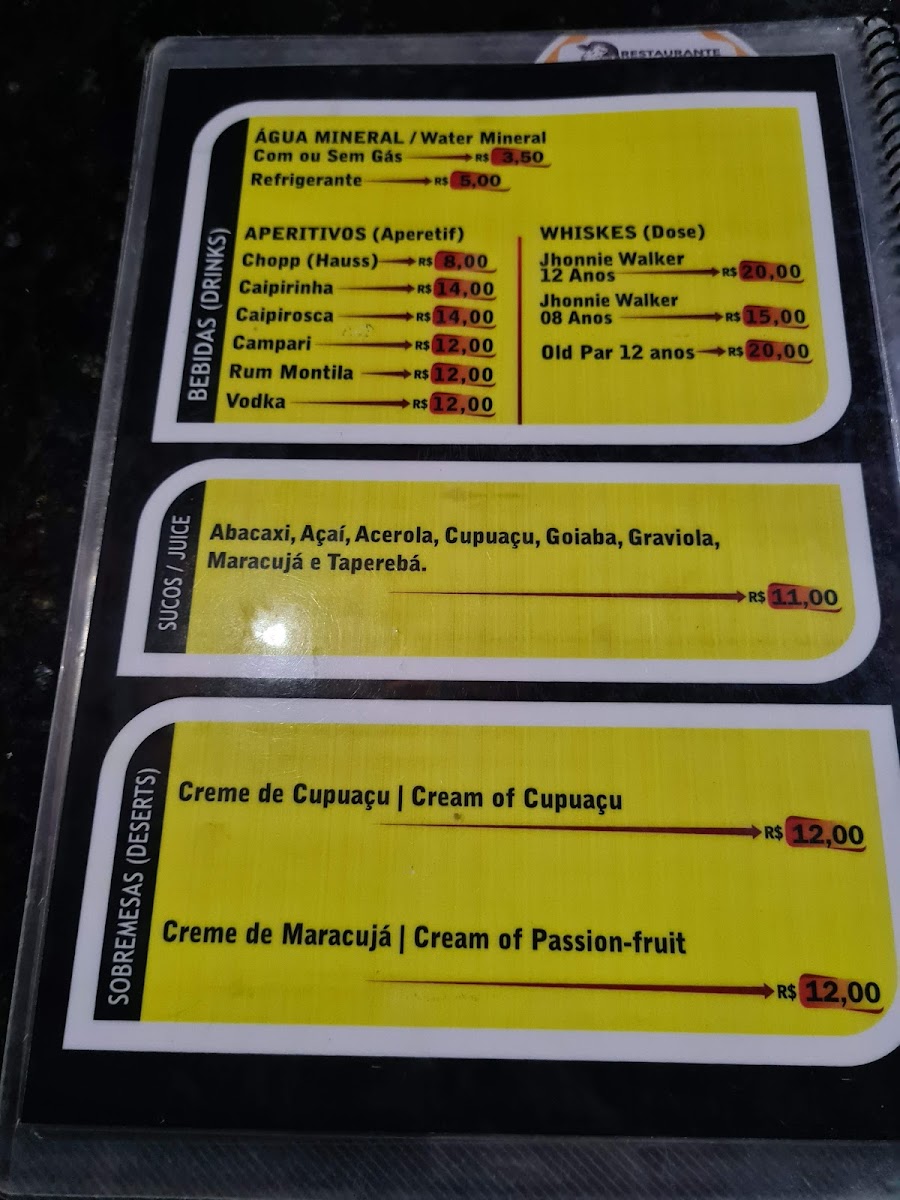 RESTAURANTE
BEBIDAS (DRINKS)
ÁGUA MINERAL / Water Mineral
Com ou Sem Gás R$ 3,50
Refrigerante R$ 5,00
APERITIVOS (Aperetif)
Chopp (Hauss) R$ 8,00
Caipirinha R$ 14,00
Caipirosca R$ 14,00
Campari R$ 12,00
Rum Montila R$ 12,00
Vodka R$ 12,00
WHISKES (Dose)
Jhonnie Walker
12 Anos R$ 20,00
Jhonnie Walker
08 Anos R$ 15,00
Old Par 12 anos R$ 20,00
SUCOS / JUICE
Abacaxi, Açaí, Acerola, Cupuaçu, Goiaba, Graviola,
Maracujá e Taperebá.
R$ 11,00
SOBREMESAS (DESERTS)
Creme de Cupuaçu | Cream of Cupuaçu
R$ 12,00
Creme de Maracujá | Cream of Passion-fruit
R$ 12,00